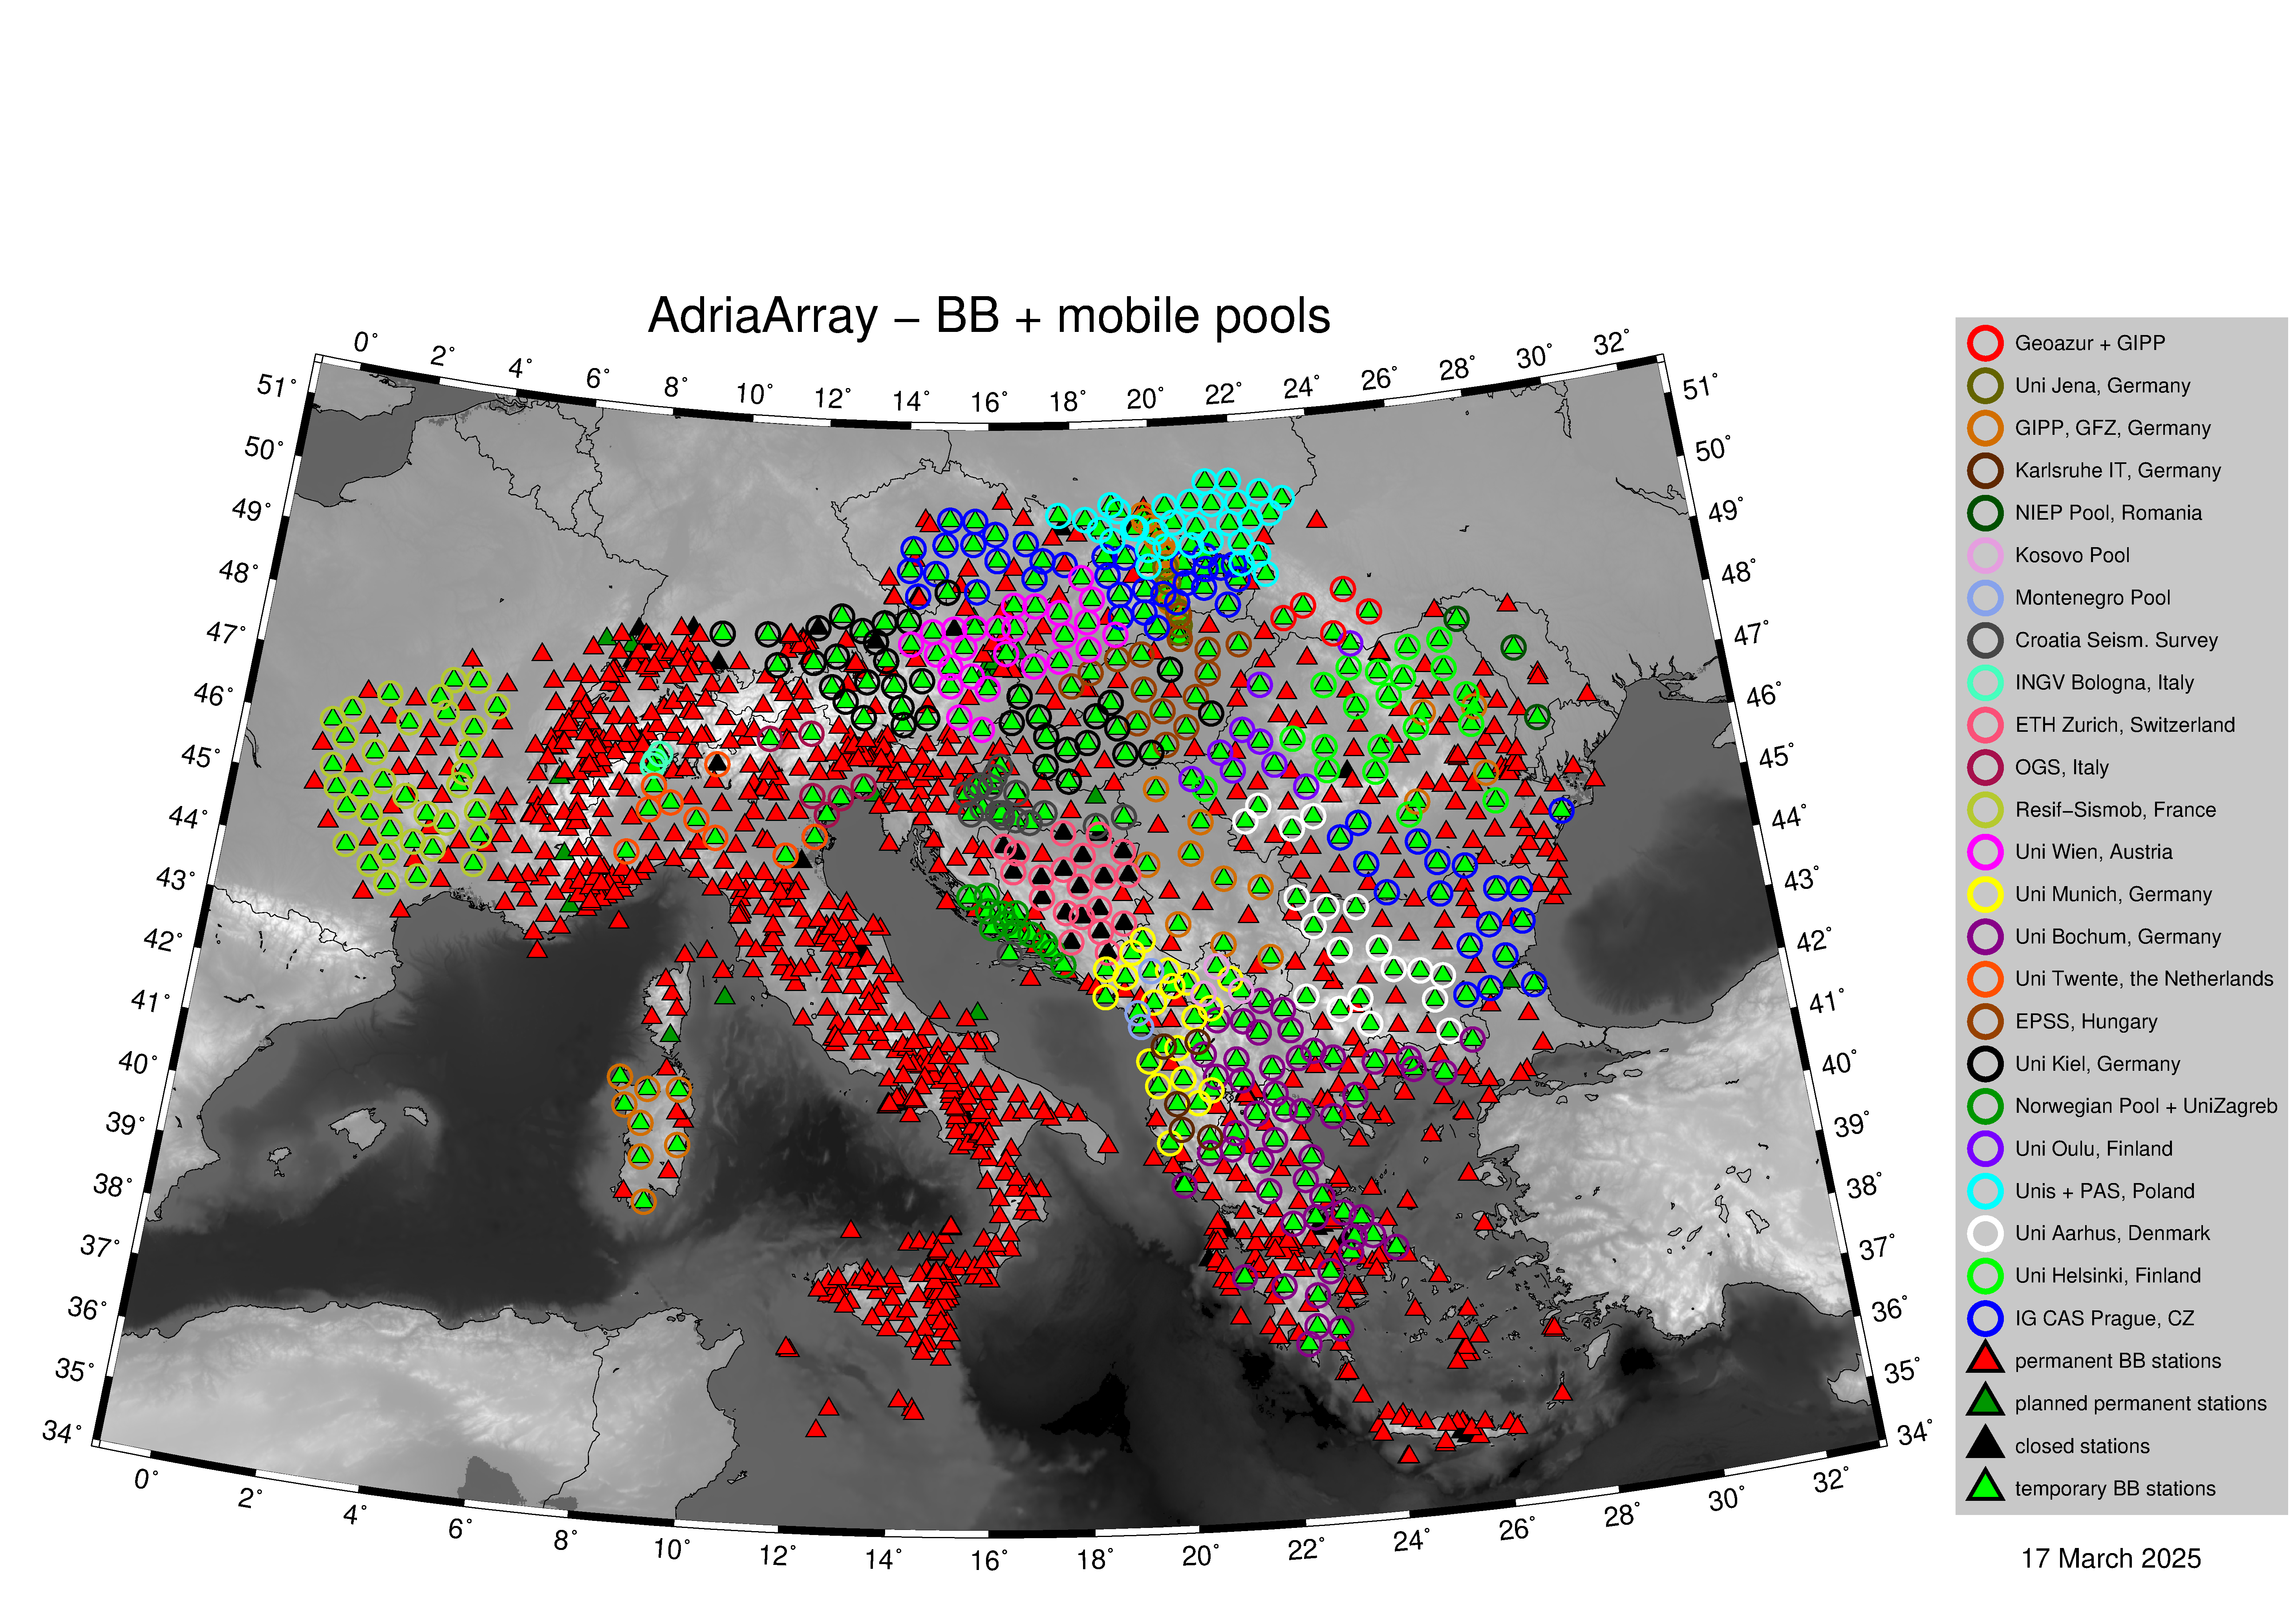 AdriaArray – BB + mobile pools
0° 2° 4° 6° 8° 10° 12° 14° 16° 18° 20° 22° 24° 26° 28° 30° 32°
51° 51°
50° 50°
49° 49°
48° 48°
47° 47°
46° 46°
45° 45°
44° 44°
43° 43°
42° 42°
41° 41°
40° 40°
39° 39°
38° 38°
37° 37°
36° 36°
35° 35°
34° 34°
0° 2° 4° 6° 8° 10° 12° 14° 16° 18° 20° 22° 24° 26° 28° 30° 32°
Geoazur + GIPP
Uni Jena, Germany
GIPP, GFZ, Germany
Karlsruhe IT, Germany
NIEP Pool, Romania
Kosovo Pool
Montenegro Pool
Croatia Seism. Survey
INGV Bologna, Italy
ETH Zurich, Switzerland
OGS, Italy
Resif–Sismob, France
Uni Wien, Austria
Uni Munich, Germany
Uni Bochum, Germany
Uni Twente, the Netherlands
EPSS, Hungary
Uni Kiel, Germany
Norwegian Pool + UniZagreb
Uni Oulu, Finland
Unis + PAS, Poland
Uni Aarhus, Denmark
Uni Helsinki, Finland
IG CAS Prague, CZ
permanent BB stations
planned permanent stations
closed stations
temporary BB stations
17 March 2025